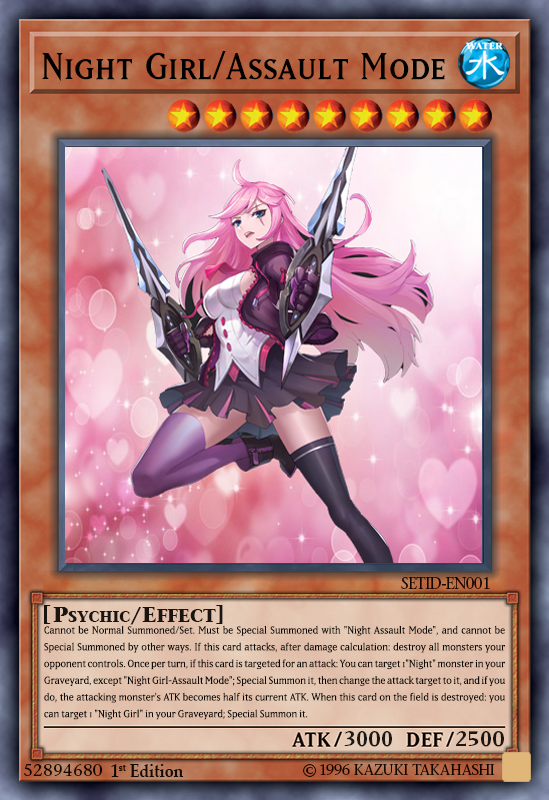 Night Girl/Assault Mode
WATER
水
SETID-EN001
[Psychic/Effect]
Cannot be Normal Summoned/Set. Must be Special Summoned with "Night Assault Mode", and cannot be
Special Summoned by other ways. If this card attacks, after damage calculation: destroy all monsters your
opponent controls. Once per turn, if this card is targeted for an attack: You can target 1"Night" monster in your
Graveyard, except "Night Girl-Assault Mode"; Special Summon it, then change the attack target to it, and if you
do, the attacking monster's ATK becomes half its current ATK. When this card on the field is destroyed: you
can target 1 "Night Girl" in your Graveyard; Special Summon it.
ATK/3000 DEF/2500
52894680 1st Edition © 1996 KAZUKI TAKAHASHI